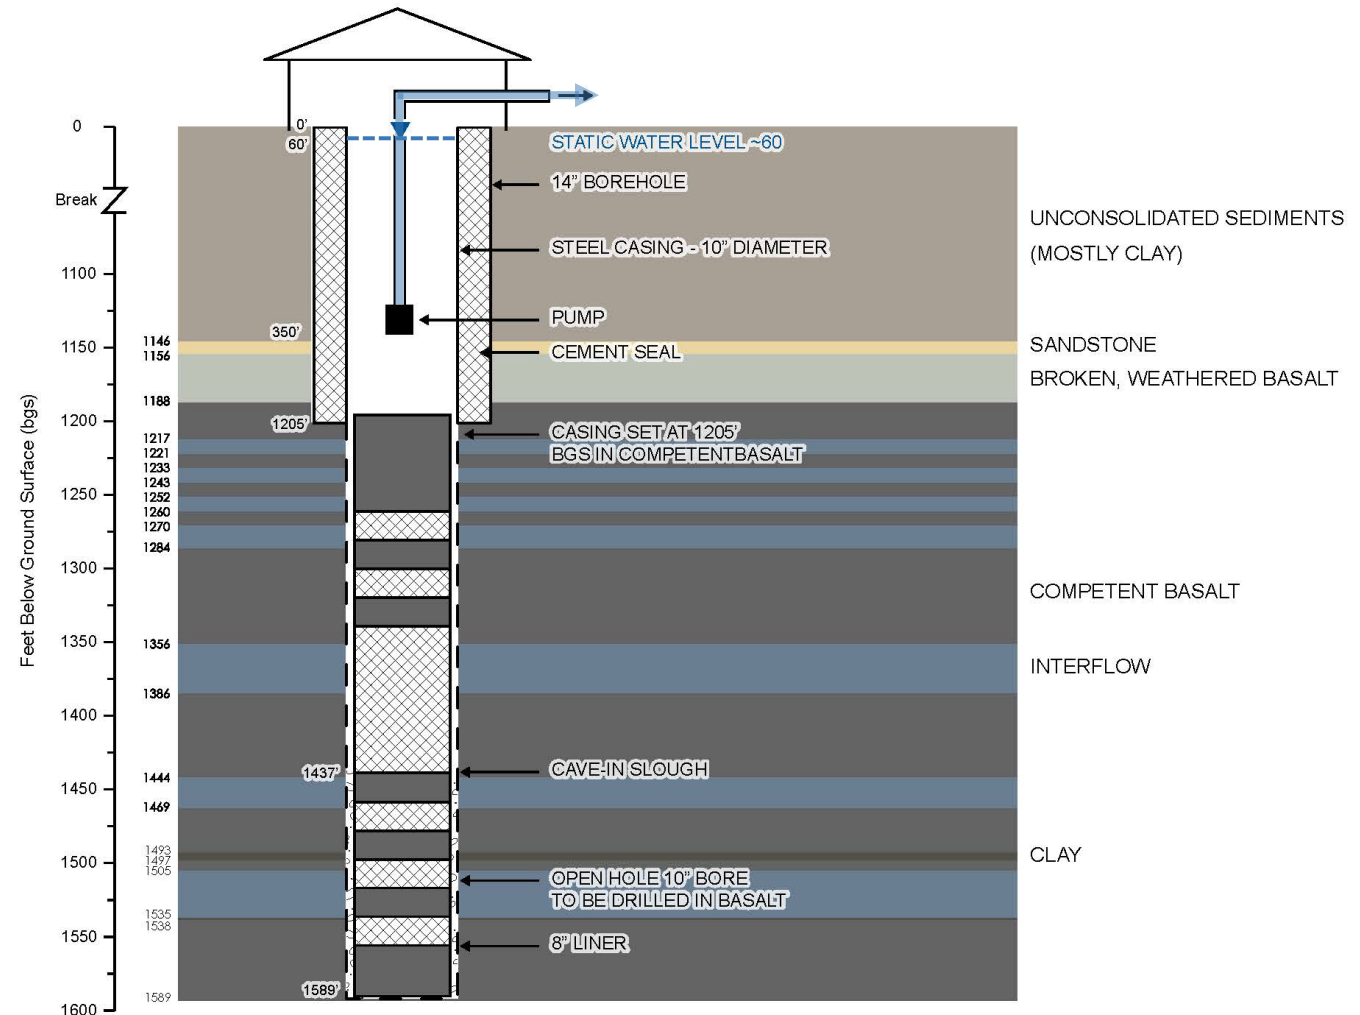 0
0'
60'
STATIC WATER LEVEL ~60
14" BOREHOLE
Break
UNCONSOLIDATED SEDIMENTS
(MOSTLY CLAY)
STEEL CASING - 10" DIAMETER
1100
PUMP
350'
1146
1150
1156
CEMENT SEAL
SANDSTONE
BROKEN, WEATHERED BASALT
1188
1200
1205'
CASING SET AT 1205'
BGS IN COMPETENTBASALT
1217
1221
1233
1243
1250
1252
1260
1270
1284
1300
COMPETENT BASALT
1350
1356
INTERFLOW
1386
1400
1437'
CAVE-IN SLOUGH
1444
1450
1469
1493
1497
1500
1505
CLAY
OPEN HOLE 10" BORE
TO BE DRILLED IN BASALT
1535
1538
1550
8" LINER
1589
1589'
1600
Feet Below Ground Surface (bgs)